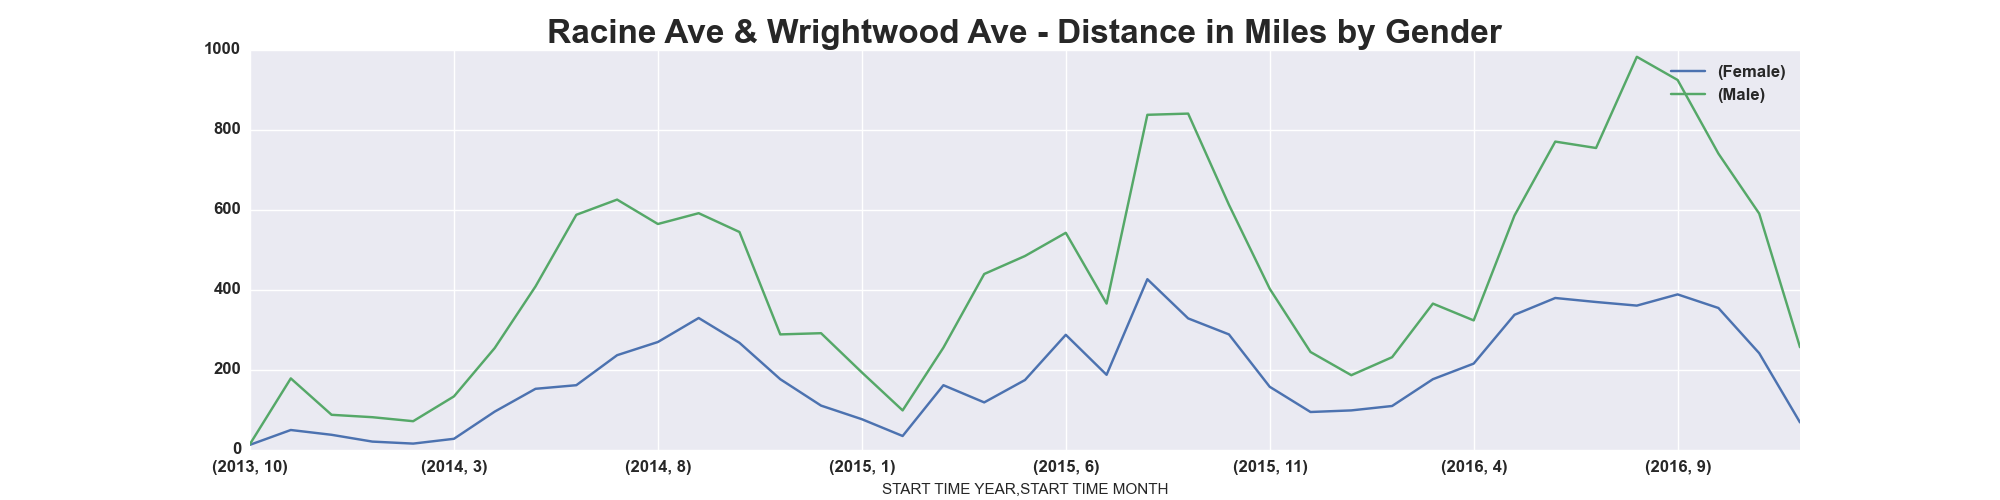 Racine Ave & Wrightwood Ave - Distance in Miles by Gender
1000
800
600
400
200
0
(Female)
(Male)
(2013, 10) (2014, 3) (2014, 8) (2015, 1) (2015, 6) (2015, 11) (2016, 4) (2016, 9)
START TIME YEAR,START TIME MONTH